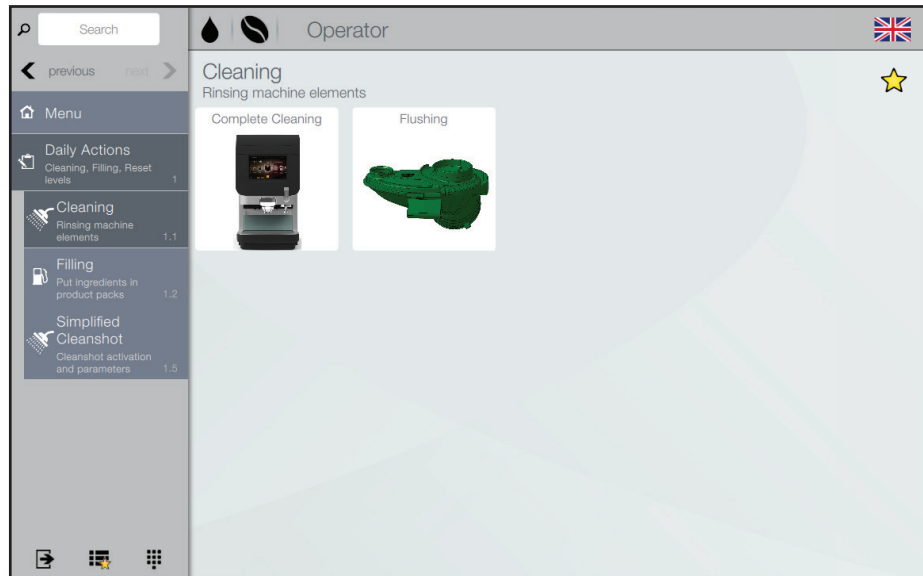 Search
Operator
previous
next
Menu
Daily Actions
Cleaning, Filling, Reset
levels
1
Cleaning
Rinsing machine
elements
1.1
Filling
Put ingredients in
product packs
1.2
Simplified
Cleanshot
Cleanshot activation
and parameters
1.5
Cleaning
Rinsing machine elements
Complete Cleaning
Flushing